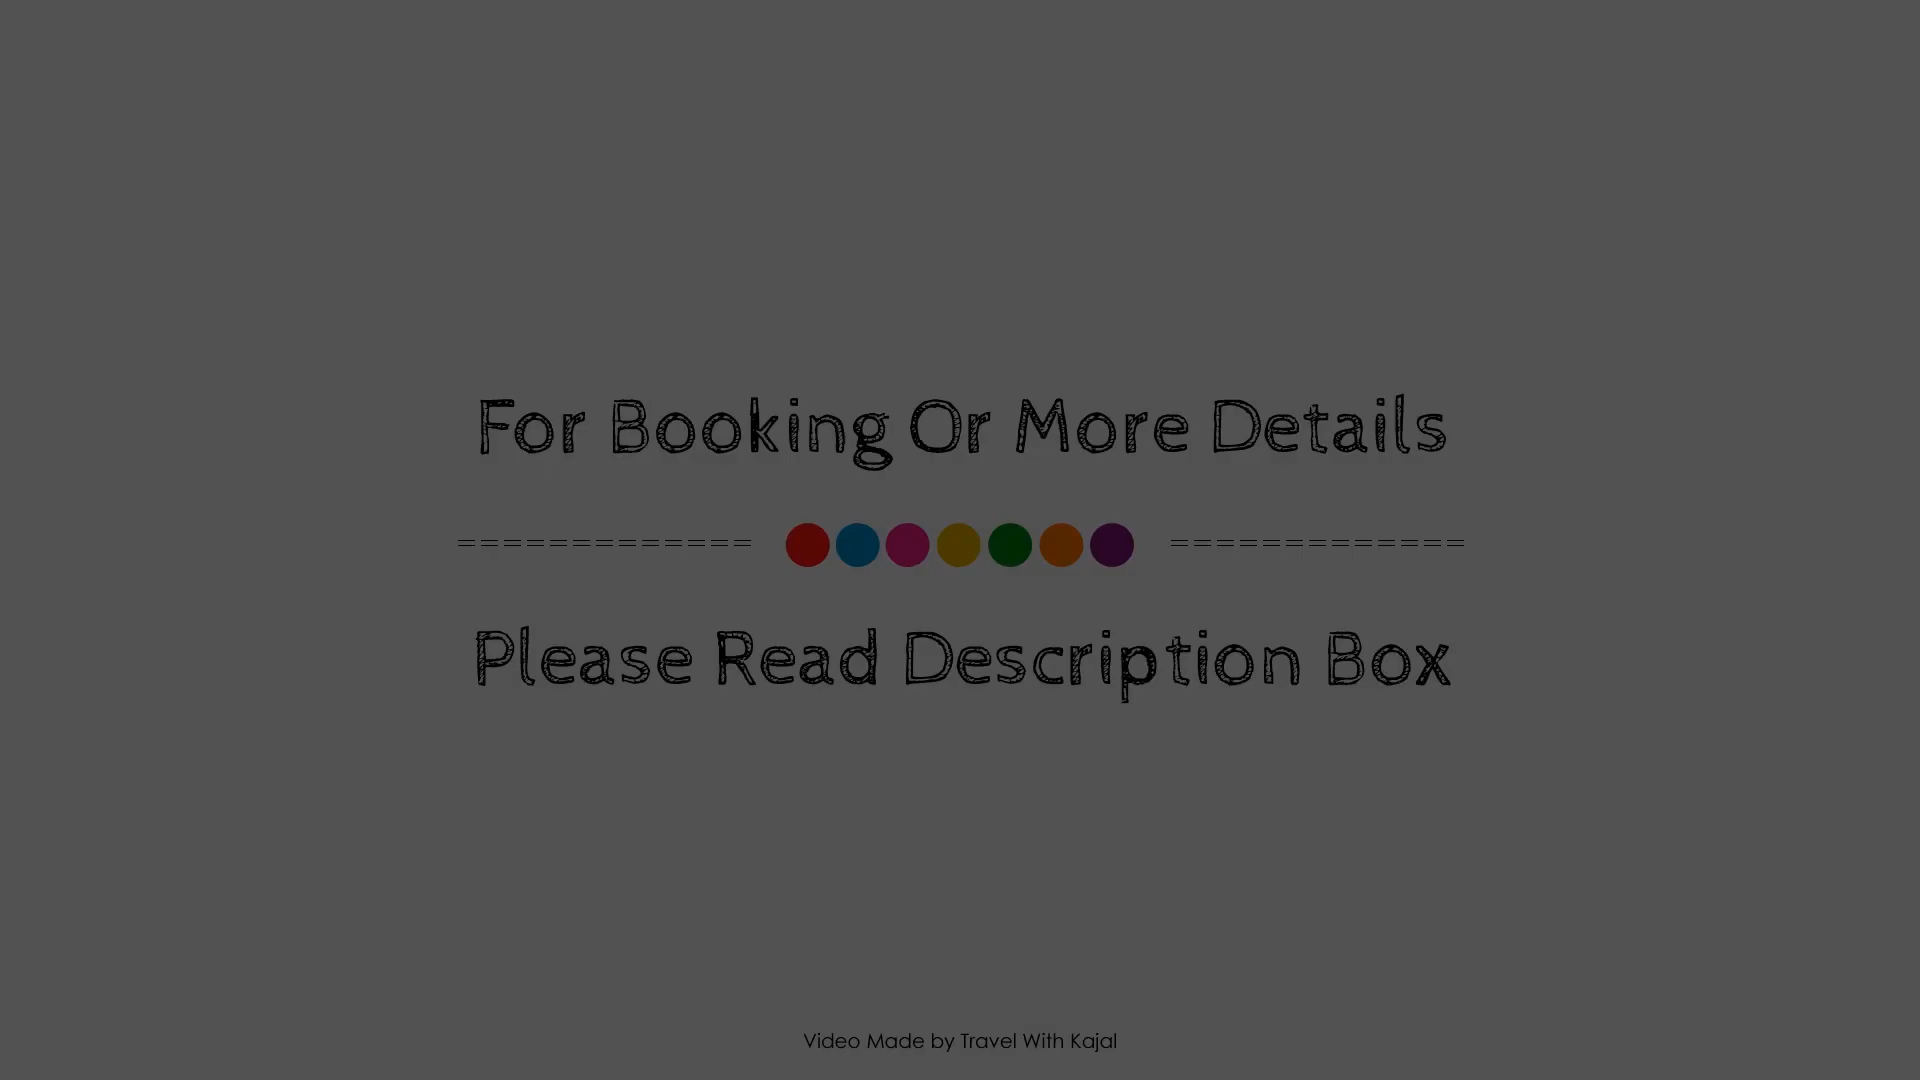 For Booking Or More Details
============= =============
Please Read Description Box
Video Made by Travel With Kajal